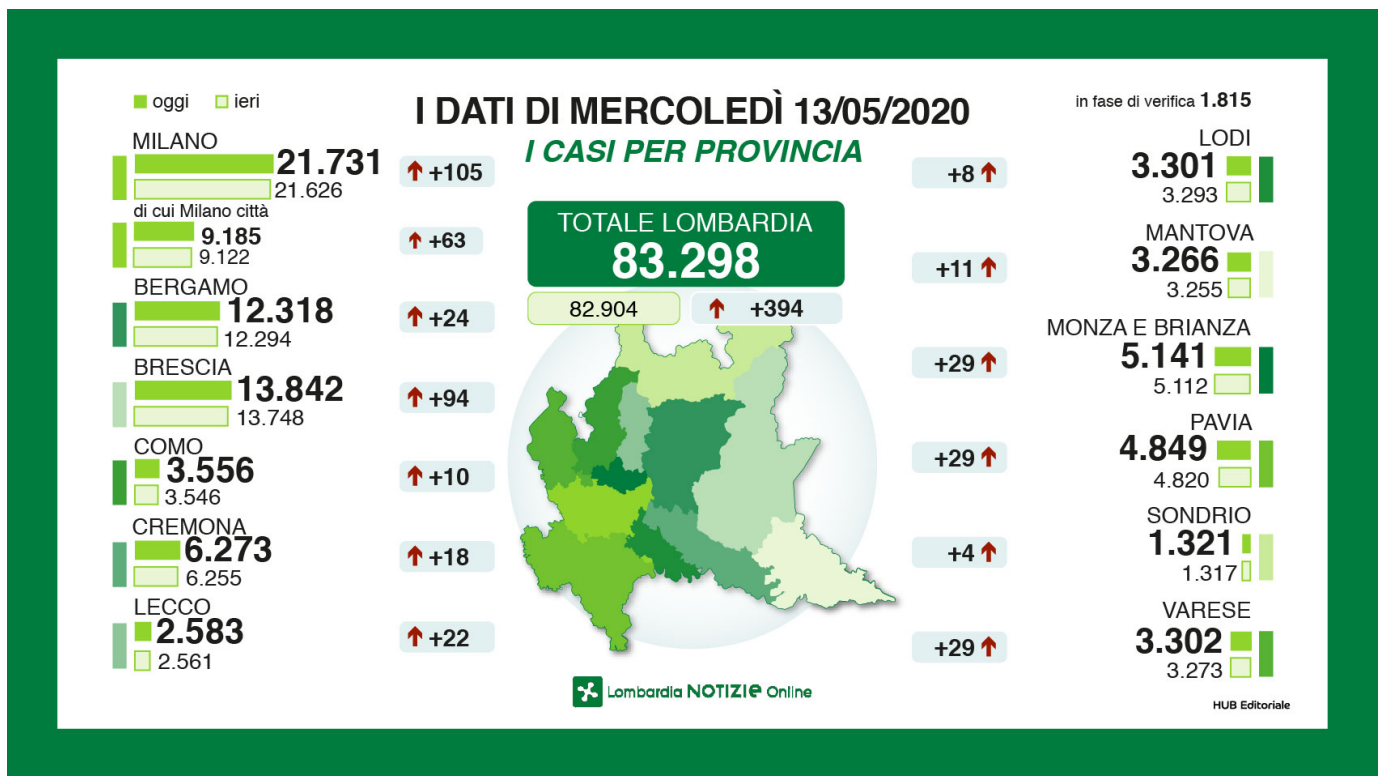 oggi ieri
I DATI DI MERCOLEDÌ 13/05/2020
I CASI PER PROVINCIA
in fase di verifica 1.815
MILANO
21.731
21.626
+105
di cui Milano città
9.185
9.122
+63
BERGAMO
12.318
12.294
+24
BRESCIA
13.842
13.748
+94
COMO
3.556
3.546
+10
CREMONA
6.273
6.255
+18
LECCO
2.583
2.561
+22
TOTALE LOMBARDIA
83.298
82.904
+394
LODI
3.301
3.293
+8
MANTOVA
3.266
3.255
+11
MONZA E BRIANZA
5.141
5.112
+29
PAVIA
4.849
4.820
+29
SONDRIO
1.321
1.317
+4
VARESE
3.302
3.273
+29
Lombardia NOTIZIe Online
HUB Editoriale